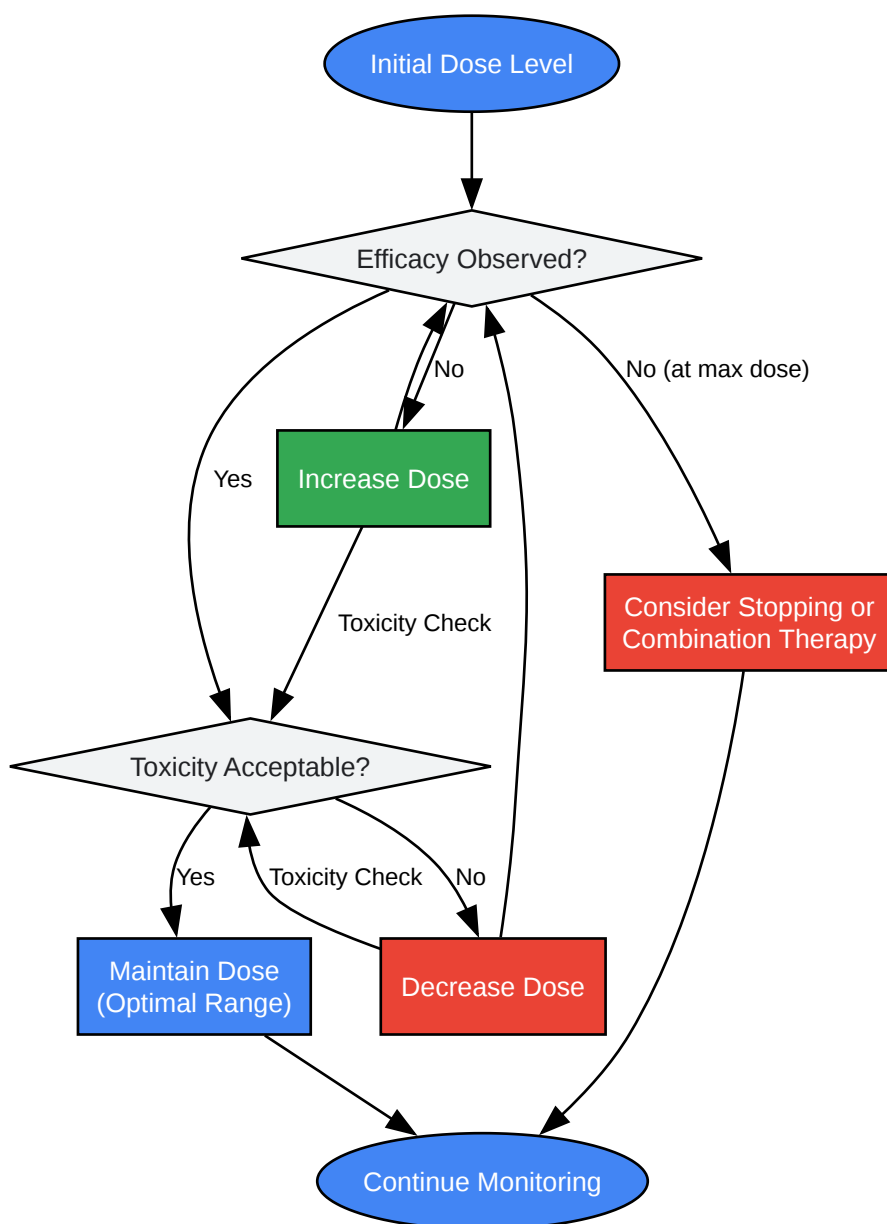 Initial Dose Level
Efficacy Observed?
No
No (at max dose)
Yes
Increase Dose
Consider Stopping or
Combination Therapy
Toxicity Check
Toxicity Acceptable?
Yes
Toxicity Check
No
Maintain Dose
(Optimal Range)
Decrease Dose
Continue Monitoring